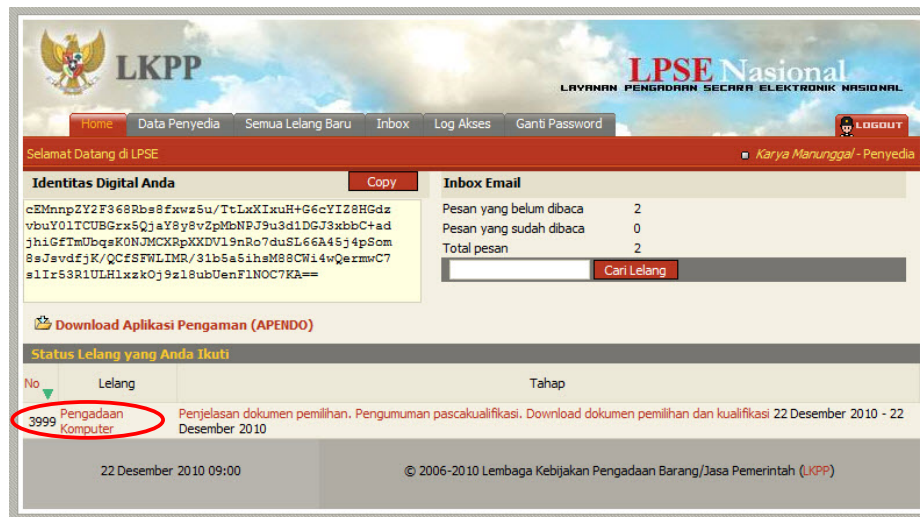 LKPP
LPSE Nasional
LAYANAN PENGADAAN SECARA ELEKTRONIK NASIONAL
Home Data Penyedia Semua Lelang Baru Inbox Log Akses Ganti Password LOGOUT
Selamat Datang di LPSE Karya Manunggal - Penyedia
Identitas Digital Anda Copy Inbox Email
cEMnnpZY2F368Rbs8fxwz5u/TtLxXIxuH+G6cYIZ8HGdz
vbuY0lTCUBGrx5QjaY8y8vZpMbNPJ9u3dlDGJ3xbbC+ad
jhiGfTmUbqsK0NJMCXRpXXDVl9nRo7duSL66A45j4pSom
8sJsvdfjK/QCfSFWLIMR/31b5a5ihsM88CWi4wQermwC7
slIr53R1ULHlxzkOj9zl8ubUenFlNOC7KA==
Pesan yang belum dibaca 2
Pesan yang sudah dibaca 0
Total pesan 2
Cari Lelang
Download Aplikasi Pengaman (APENDO)
Status Lelang yang Anda Ikuti
No Lelang Tahap
3999 Pengadaan Komputer
Penjelasan dokumen pemilihan. Pengumuman pascakualifikasi. Download dokumen pemilihan dan kualifikasi 22 Desember 2010 - 22
Desember 2010
22 Desember 2010 09:00 © 2006-2010 Lembaga Kebijakan Pengadaan Barang/Jasa Pemerintah (LKPP)